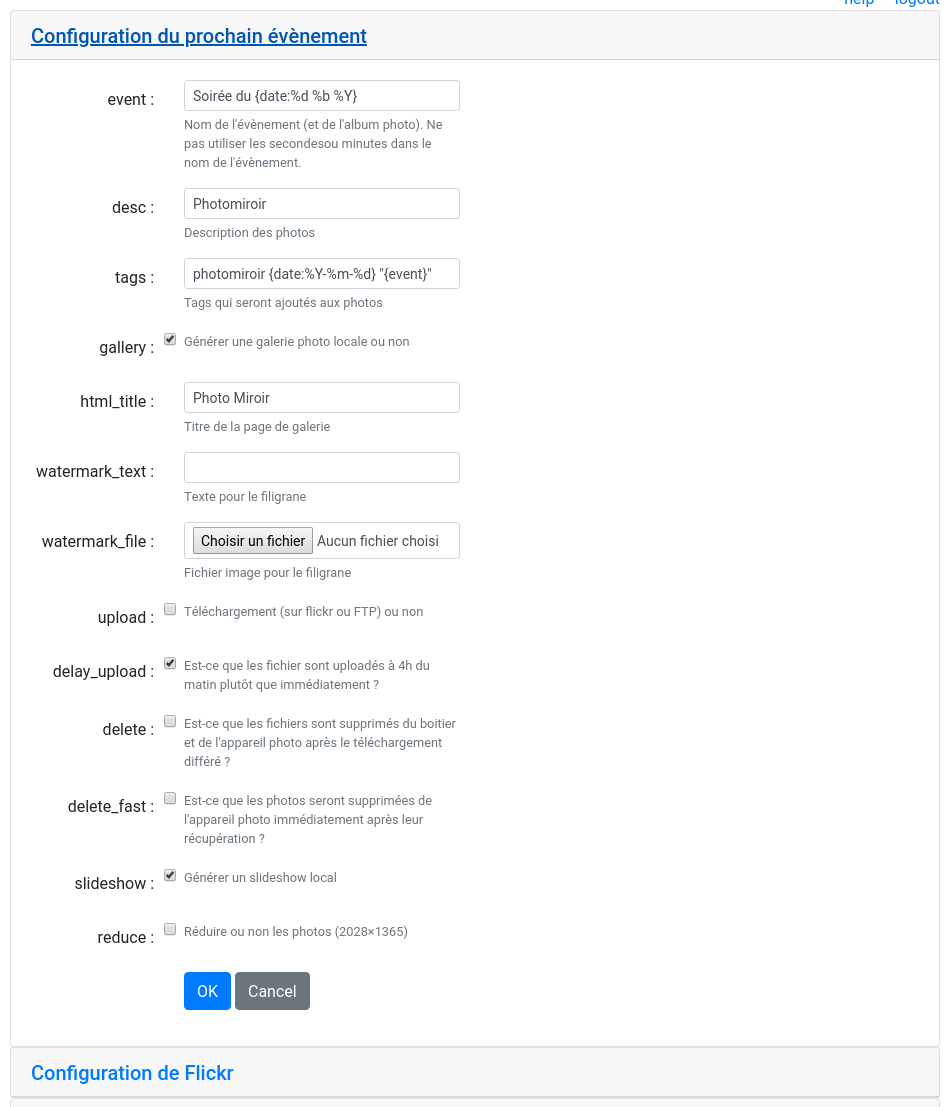 help logout
Configuration du prochain évènement
event :
Soirée du {date:%d %b %Y}
Nom de l'évènement (et de l'album photo). Ne
pas utiliser les secondesou minutes dans le
nom de l'évènement.
desc :
Photomiroir
Description des photos
tags :
photomiroir {date:%Y-%m-%d} "{event}"
Tags qui seront ajoutés aux photos
gallery :
Générer une galerie photo locale ou non
html_title :
Photo Miroir
Titre de la page de galerie
watermark_text :
Texte pour le filigrane
watermark_file :
Choisir un fichier Aucun fichier choisi
Fichier image pour le filigrane
upload :
Téléchargement (sur flickr ou FTP) ou non
delay_upload :
Est-ce que les fichier sont uploadés à 4h du
matin plutôt que immédiatement ?
delete :
Est-ce que les fichiers sont supprimés du boitier
et de l'appareil photo après le téléchargement
différé ?
delete_fast :
Est-ce que les photos seront supprimées de
l'appareil photo immédiatement après leur
récupération ?
slideshow :
Générer un slideshow local
reduce :
Réduire ou non les photos (2028×1365)
OK Cancel
Configuration de Flickr